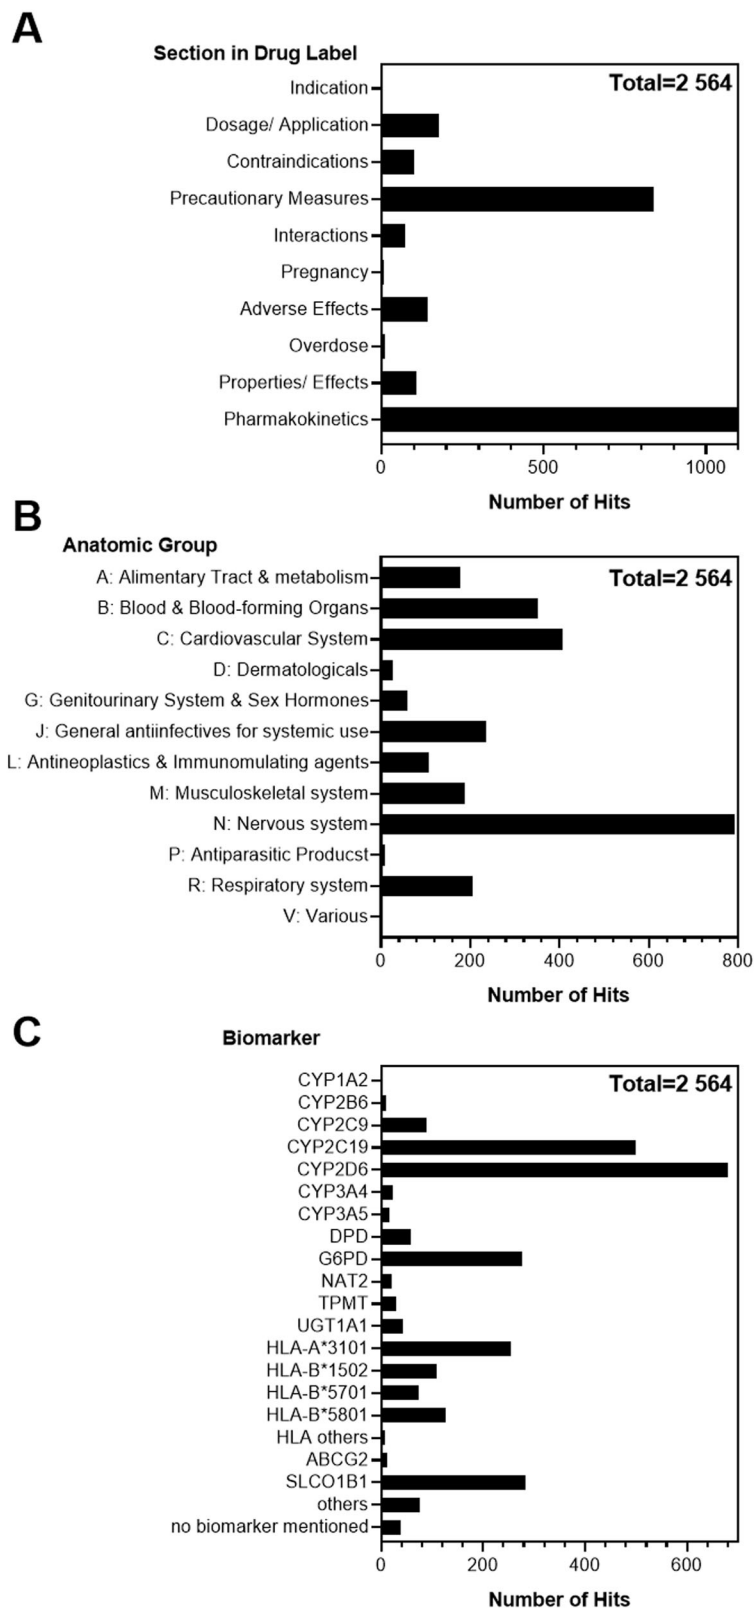 A
Section in Drug Label
Total=2 564
Indication
Dosage/ Application
Contraindications
Precautionary Measures
Interactions
Pregnancy
Adverse Effects
Overdose
Properties/ Effects
Pharmakokinetics
0 500 1000
Number of Hits
B
Anatomic Group
Total=2 564
A: Alimentary Tract & metabolism
B: Blood & Blood-forming Organs
C: Cardiovascular System
D: Dermatologicals
G: Genitourinary System & Sex Hormones
J: General antiinfectives for systemic use
L: Antineoplastics & Immunomulating agents
M: Musculoskeletal system
N: Nervous system
P: Antiparasitic Producst
R: Respiratory system
V: Various
0 200 400 600 800
Number of Hits
C
Biomarker
Total=2 564
CYP1A2
CYP2B6
CYP2C9
CYP2C19
CYP2D6
CYP3A4
CYP3A5
DPD
G6PD
NAT2
TPMT
UGT1A1
HLA-A*3101
HLA-B*1502
HLA-B*5701
HLA-B*5801
HLA others
ABCG2
SLCO1B1
others
no biomarker mentioned
0 200 400 600
Number of Hits